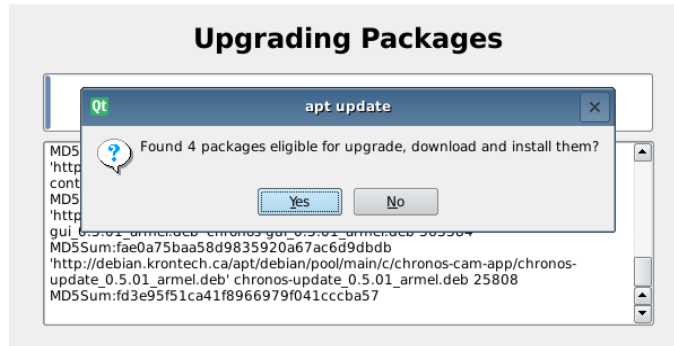 Upgrading Packages
Qt
apt update
Found 4 packages eligible for upgrade, download and install them?
Yes
No
MD5
'http
cont
MD5
'http
MD5Sum:fae0a75baa58d9835920a67ac6d9dbdb
'http://debian.krontech.ca/apt/debian/pool/main/c/chronos-cam-app/chronos-
update_0.5.01_armel.deb' chronos-update_0.5.01_armel.deb 25808
MD5Sum:fd3e95f51ca41f8966979f041cccba57